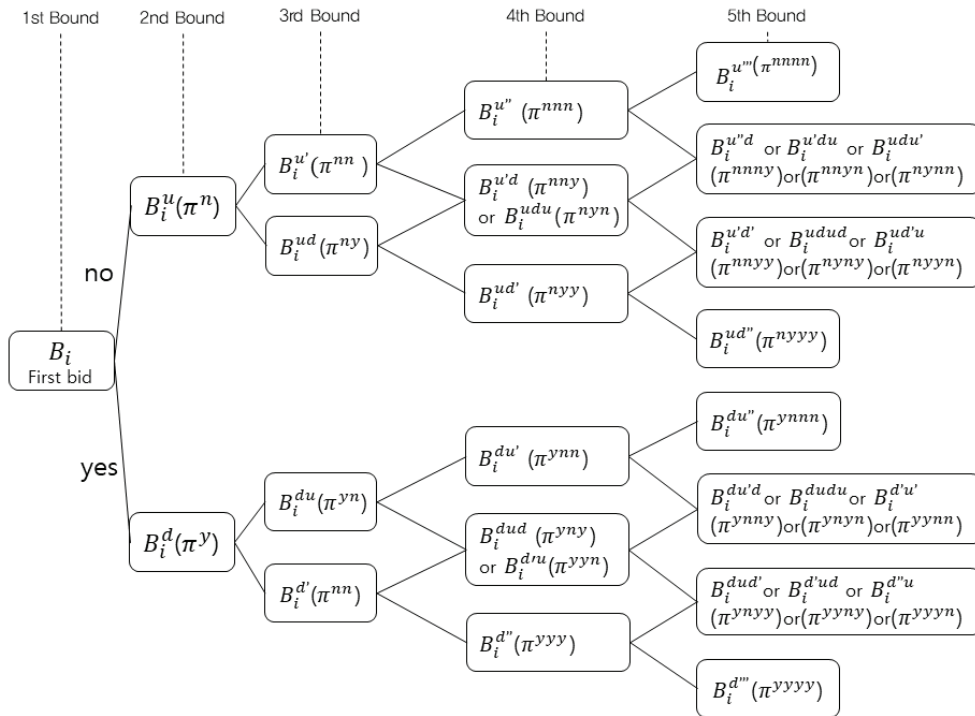 1st Bound
2nd Bound
3rd Bound
4th Bound
5th Bound
B_i
First bid
no
yes
B_i^u(π^n)
B_i^d(π^y)
B_i^{u'}(π^{nn})
B_i^{ud}(π^{ny})
B_i^{du}(π^{yn})
B_i^{d'}(π^{nn})
B_i^{u''} (π^{nnn})
B_i^{u'd} (π^{nny})
or B_i^{udu}(π^{nyn})
B_i^{ud'} (π^{nyy})
B_i^{du'} (π^{ynn})
B_i^{dud} (π^{yny})
or B_i^{d'u}(π^{yyn})
B_i^{d''}(π^{yyy})
B_i^{u'''(π^{nnnn})}
B_i^{u''d} or B_i^{u'du} or B_i^{udu'}
(π^{nnny})or(π^{nnyn})or(π^{nynn})
B_i^{u'd'} or B_i^{udud} or B_i^{ud'u}
(π^{nnyy})or(π^{nyny})or(π^{nyyn})
B_i^{ud''}(π^{nyyy})
B_i^{du''}(π^{ynnn})
B_i^{du'd} or B_i^{dudu} or B_i^{d'u'}
(π^{ynny})or(π^{ynyn})or(π^{yynn})
B_i^{dud'} or B_i^{d'ud} or B_i^{d''u}
(π^{ynyy})or(π^{yyny})or(π^{yyyn})
B_i^{d'''}(π^{yyyy})